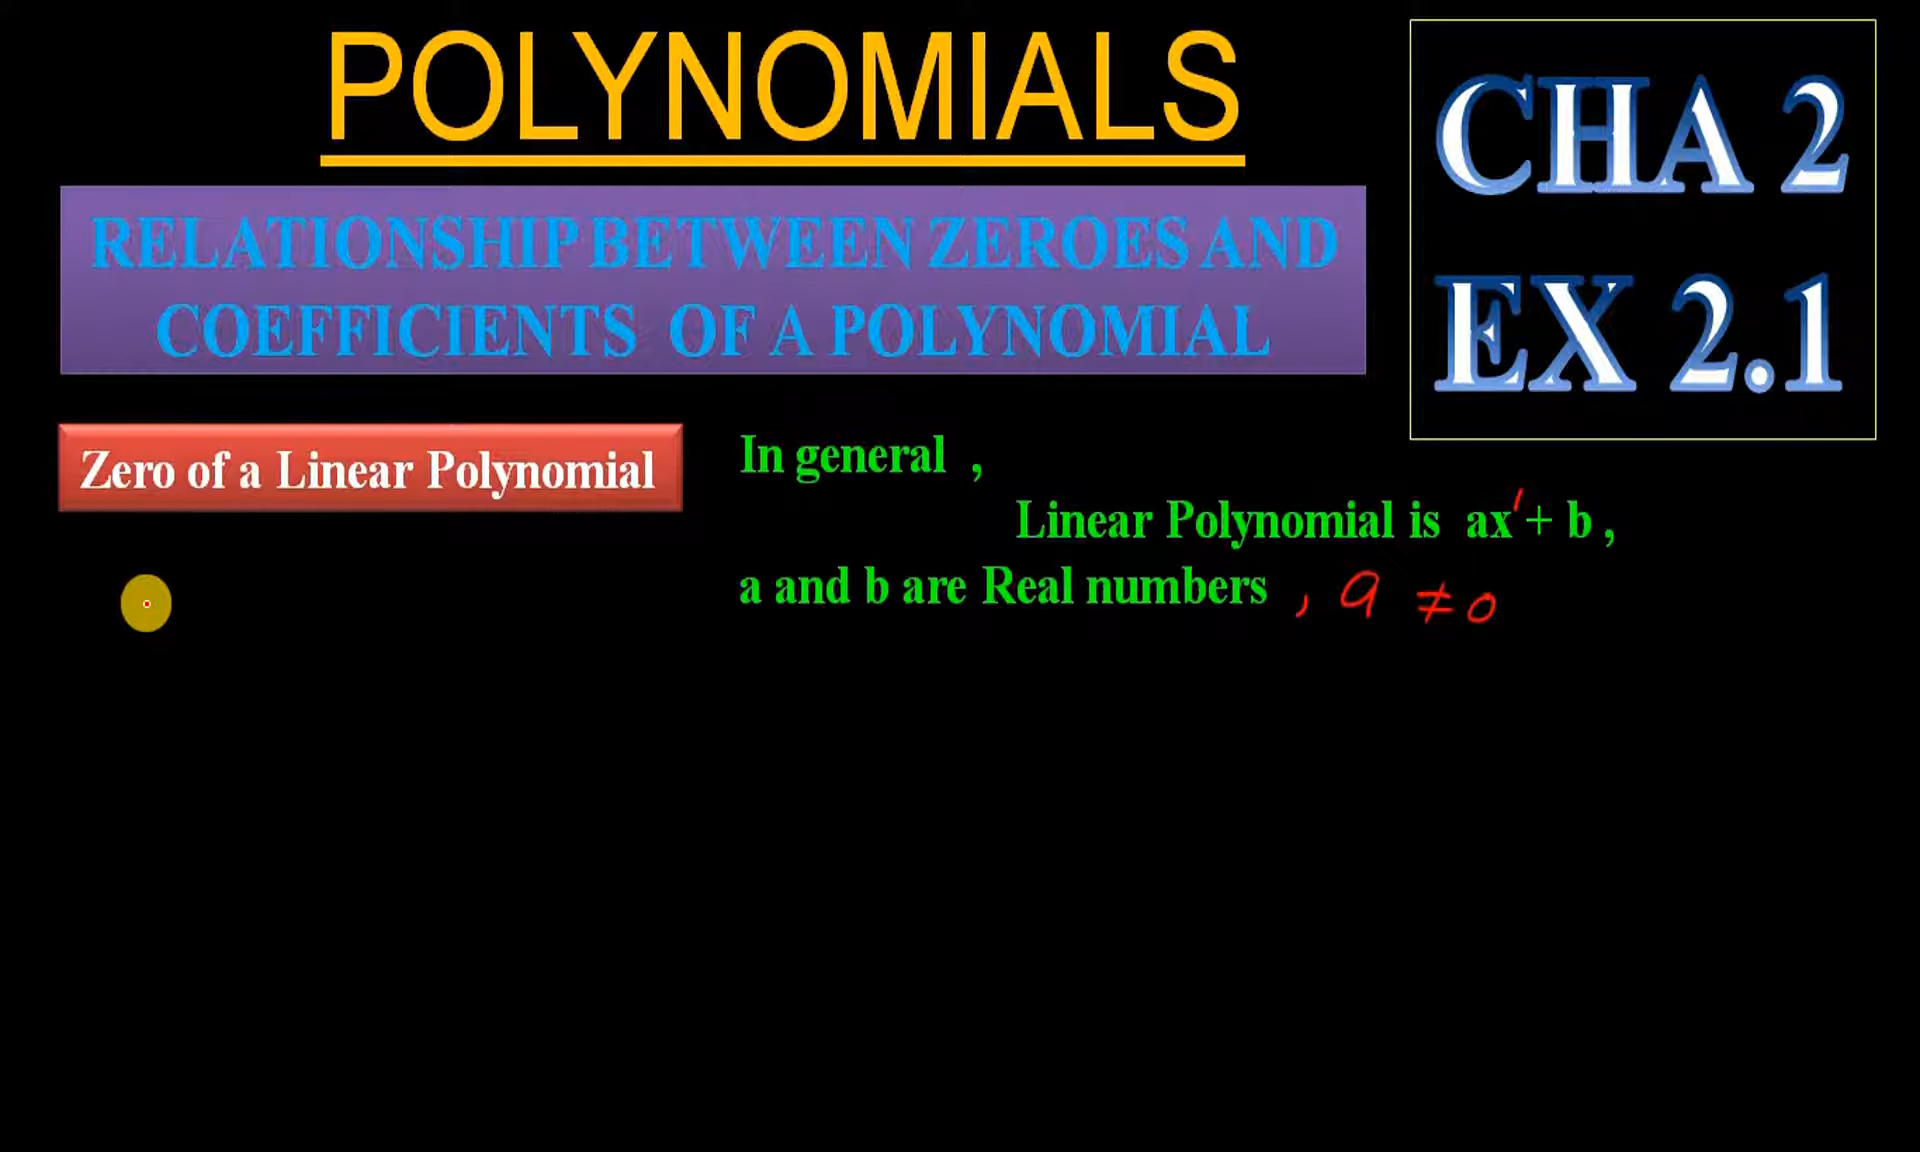 POLYNOMIALS
CHA 2
EX 2.1
RELATIONSHIP BETWEEN ZEROES AND
COEFFICIENTS OF A POLYNOMIAL
Zero of a Linear Polynomial
In general ,
Linear Polynomial is ax¹ + b ,
a and b are Real numbers , a ≠ 0